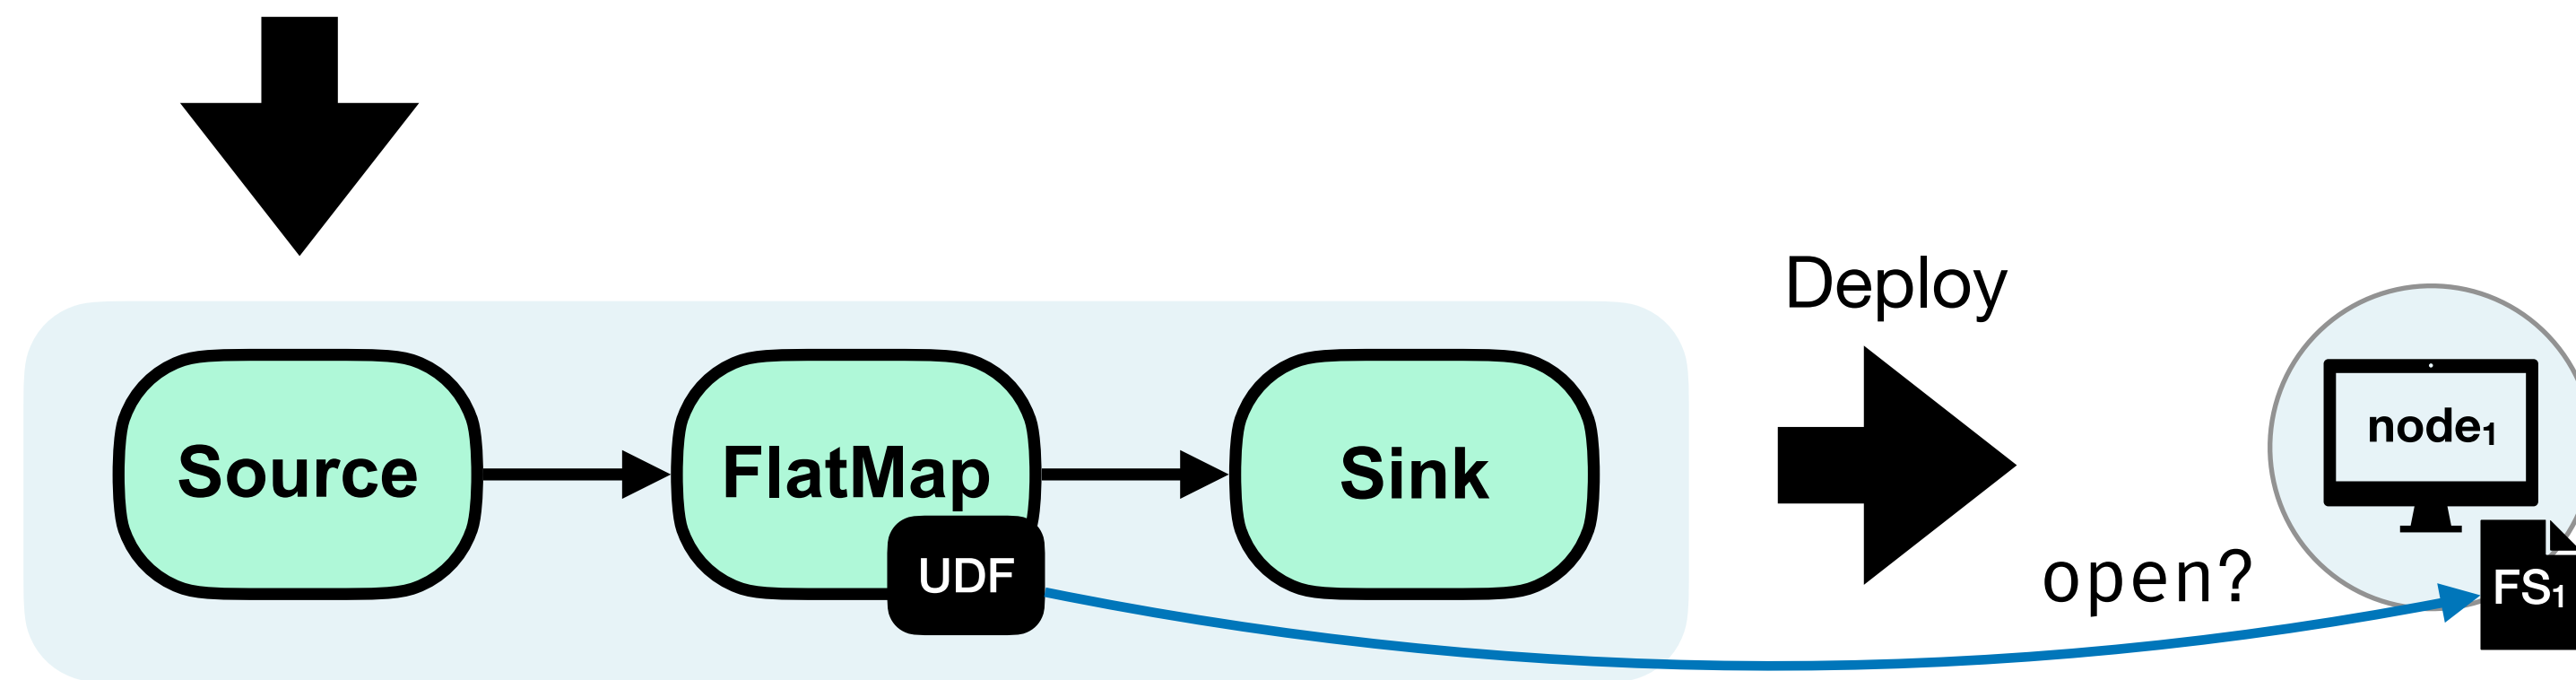 Deploy
Source
FlatMap
Sink
UDF
node₁
open?
FS₁